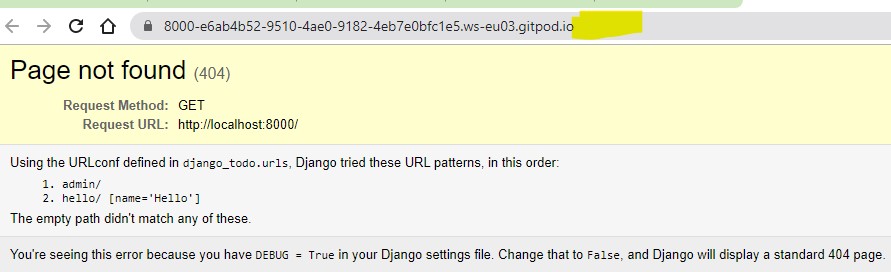 8000-e6ab4b52-9510-4ae0-9182-4eb7e0bfc1e5.ws-eu03.gitpod.io
Page not found (404)
Request Method: GET
Request URL: http://localhost:8000/
Using the URLconf defined in django_todo.urls, Django tried these URL patterns, in this order:
1. admin/
2. hello/ [name='Hello']
The empty path didn't match any of these.
You're seeing this error because you have DEBUG = True in your Django settings file. Change that to False, and Django will display a standard 404 page.